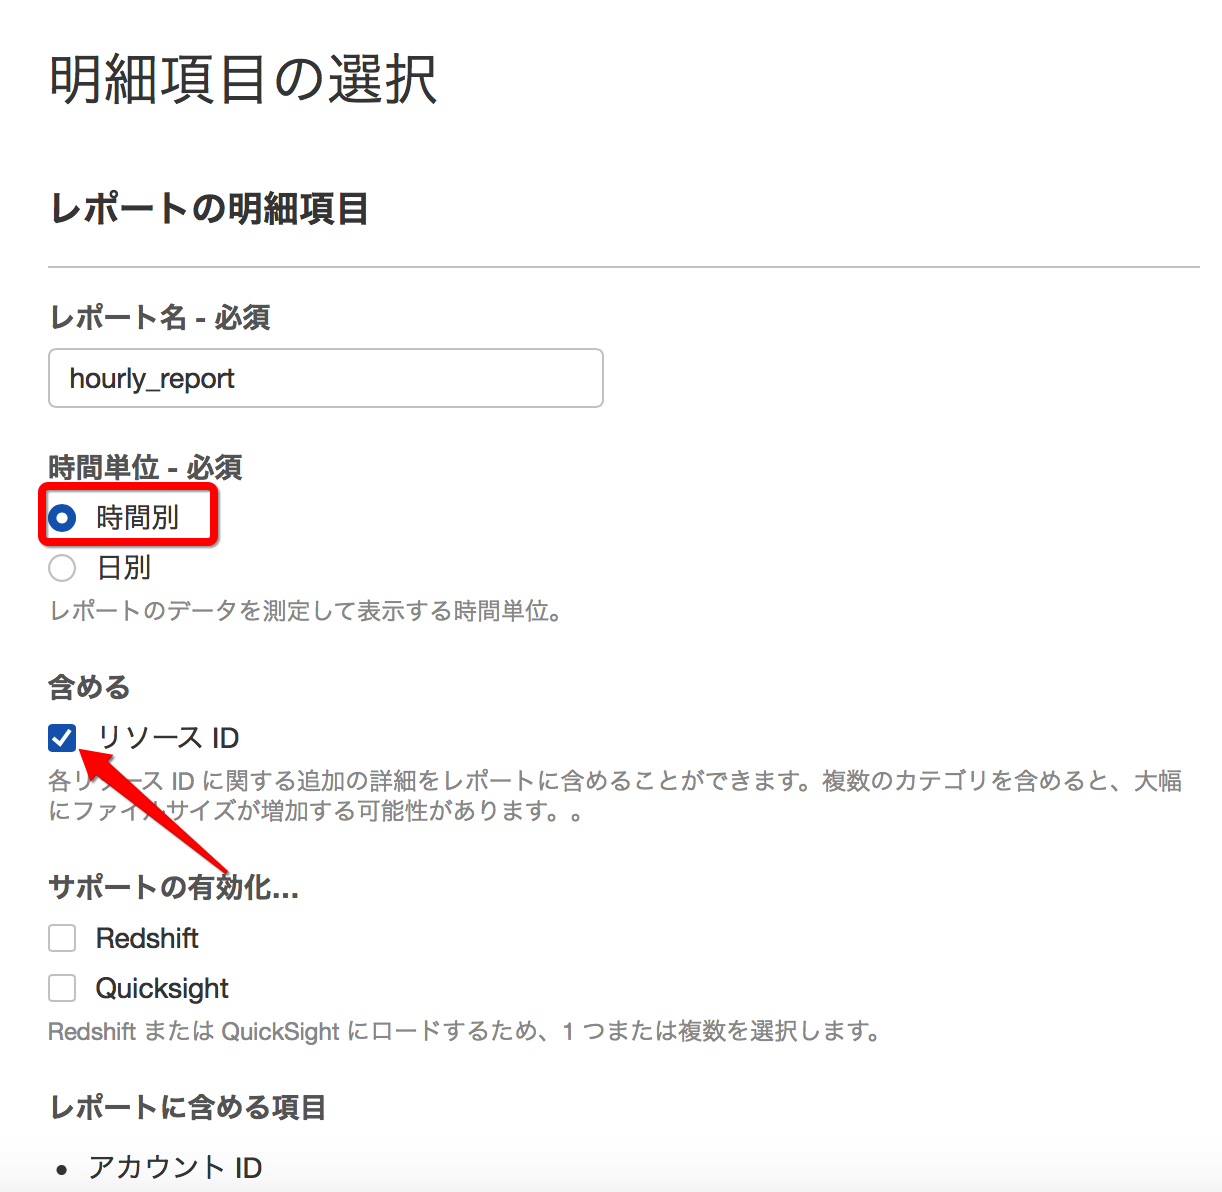 明細項目の選択
レポートの明細項目
レポート名 - 必須
hourly_report
時間単位 - 必須
時間別
日別
レポートのデータを測定して表示する時間単位。
含める
リソース ID
各リソース ID に関する追加の詳細をレポートに含めることができます。複数のカテゴリを含めると、大幅
にファイルサイズが増加する可能性があります。。
サポートの有効化...
Redshift
Quicksight
Redshift または QuickSight にロードするため、1 つまたは複数を選択します。
レポートに含める項目
• アカウント ID